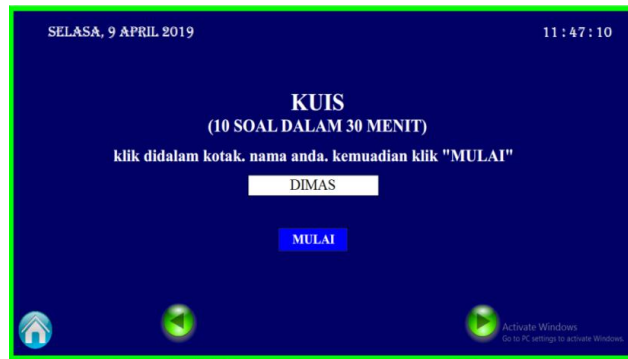 SELASA, 9 APRIL 2019
11:47:10
KUIS
(10 SOAL DALAM 30 MENIT)
klik didalam kotak. nama anda. kemuadian klik "MULAI"
DIMAS
MULAI
Activate Windows
Go to PC settings to activate Windows.